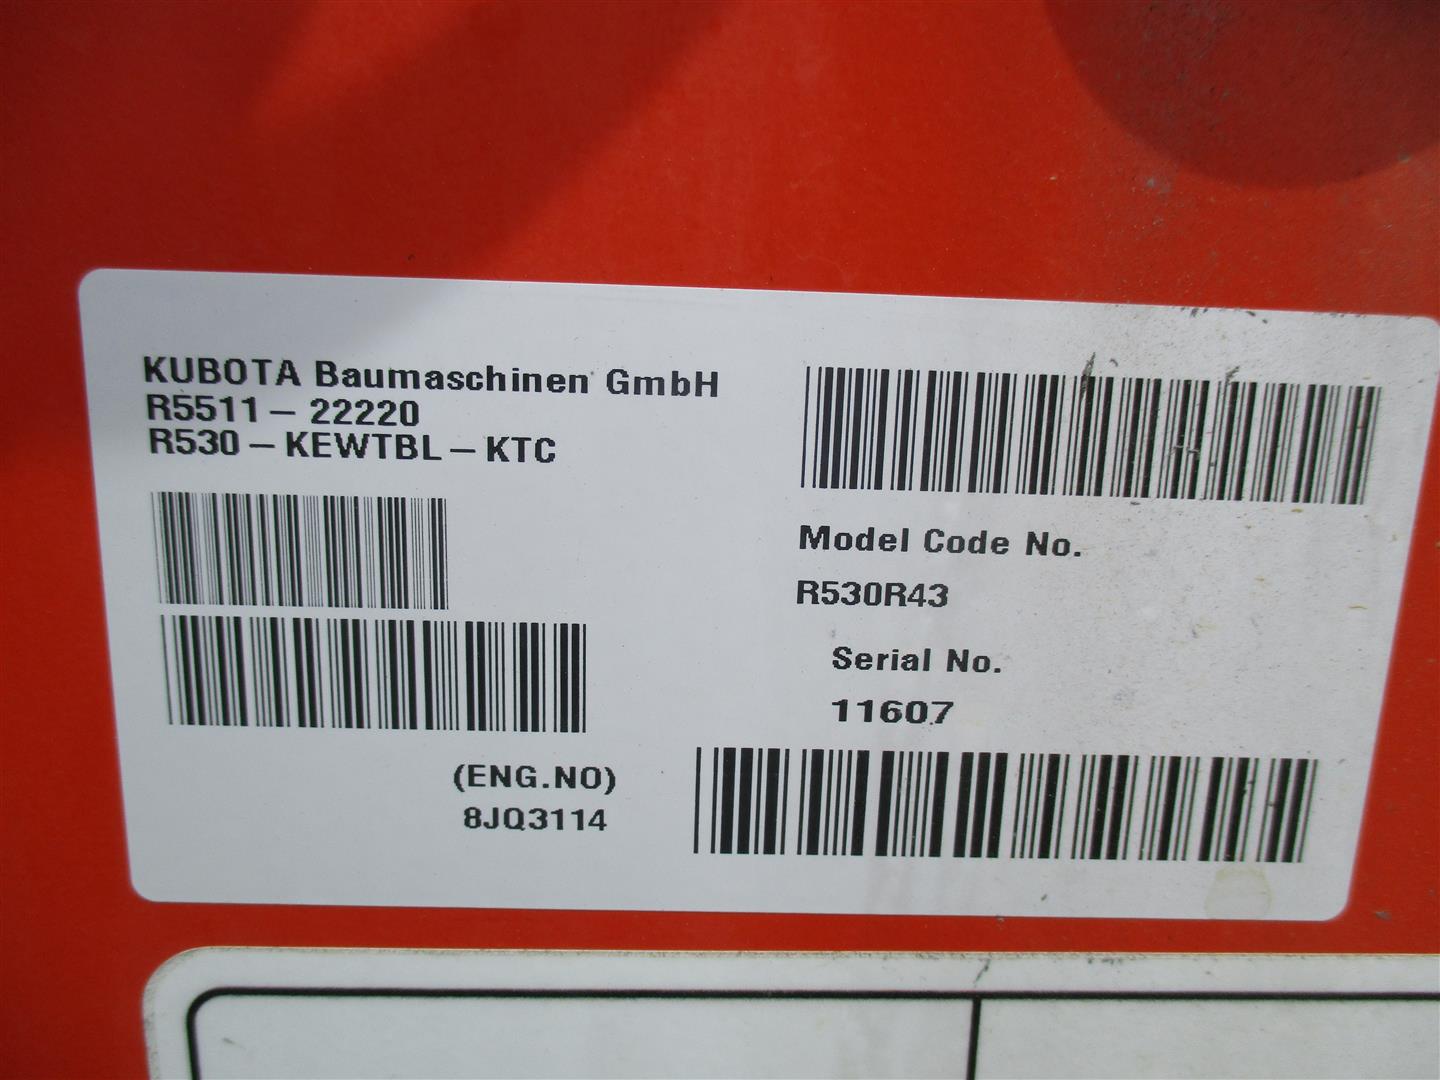 KUBOTA Baumaschinen GmbH
R5511 – 22220
R530 – KEWTBL – KTC
Model Code No.
R530R43
Serial No.
11607
(ENG.NO)
8JQ3114